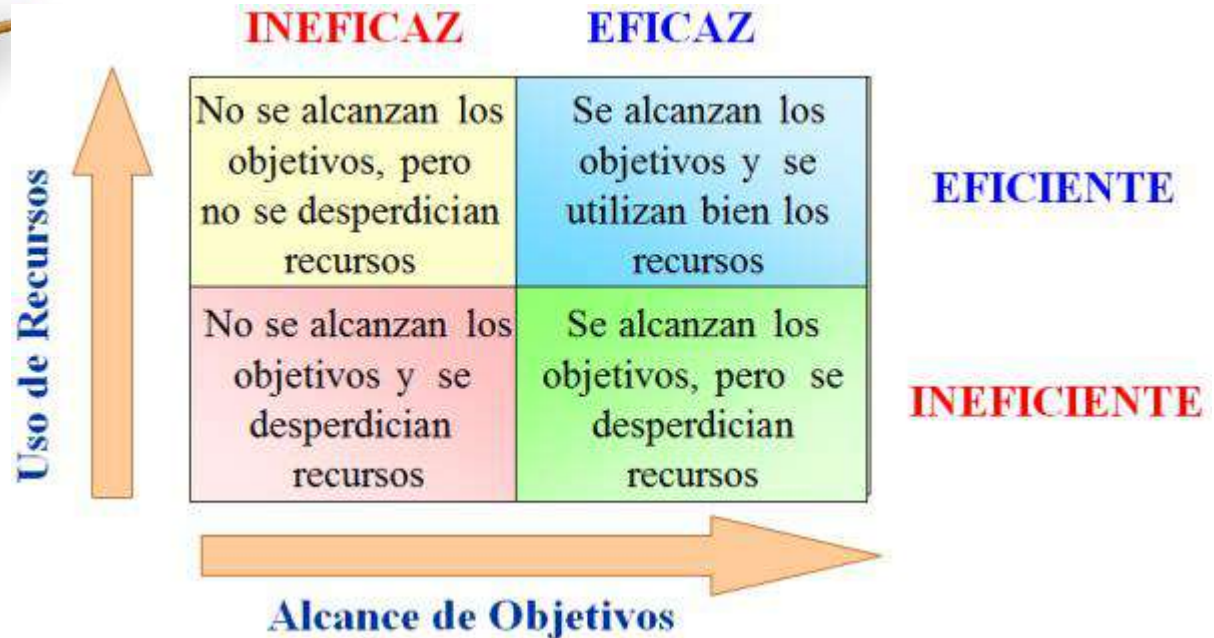 INEFICAZ EFICAZ
No se alcanzan los
objetivos, pero
no se desperdician
recursos
Se alcanzan los
objetivos y se
utilizan bien los
recursos
EFICIENTE
No se alcanzan los
objetivos y se
desperdician
recursos
Se alcanzan los
objetivos, pero se
desperdician
recursos
INEFICIENTE
Uso de Recursos
Alcance de Objetivos